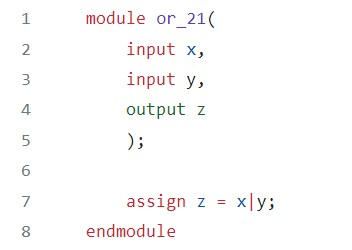 1 module or_21(
2 input x,
3 input y,
4 output z
5 );
6
7 assign z = x|y;
8 endmodule